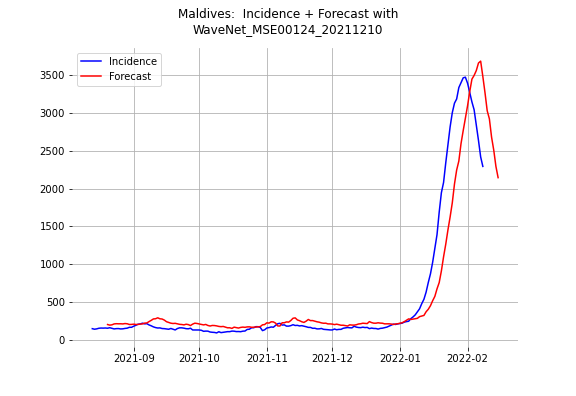 Maldives:  Incidence + Forecast with
WaveNet_MSE00124_20211210
Incidence
Forecast
3500
3000
2500
2000
1500
1000
500
0
2021-09 2021-10 2021-11 2021-12 2022-01 2022-02